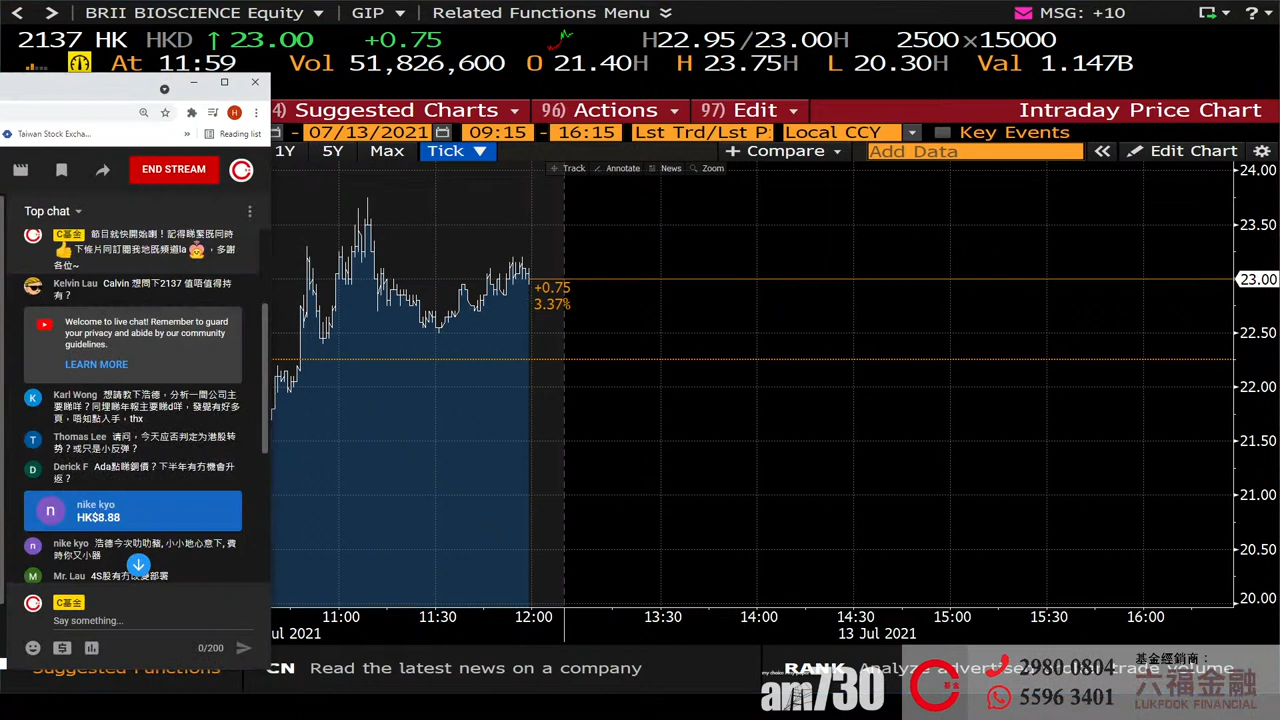 BRII BIOSCIENCE Equity GIP Related Functions Menu MSG: +10 ?
2137 HK HKD ↑ 23.00 +0.75 H22.95/23.00H 2500×15000
At 11:59 Vol 51,826,600 O 21.40H H 23.75H L 20.30H Val 1.147B
4) Suggested Charts 96) Actions 97) Edit Intraday Price Chart
07/13/2021 09:15 - 16:15 Lst Trd/Lst P Local CCY Key Events
1Y 5Y Max Tick ▼ + Compare Add Data « Edit Chart
Track Annotate News Zoom
Taiwan Stock Excha... » Reading list
END STREAM
Top chat
C基金 節目就快開始喇！記得睇緊既同時
👍下條片同訂閱我地既頻道la，多謝
各位~
Kelvin Lau Calvin 想問下2137 值唔值得持
有？
Welcome to live chat! Remember to guard
your privacy and abide by our community
guidelines.
LEARN MORE
Karl Wong 想請教下浩德，分析一間公司主
要睇咩？同埋睇年報主要睇d咩，發覺有好多
頁，唔知點入手，thx
Thomas Lee 请问，今天应否判定为港股转
势？或只是小反弹？
Derick F Ada點睇銅價？下半年有冇機會升
返？
n nike kyo
HK$8.88
n nike kyo 浩德今次叻叻豬, 小小地心意下, 費
時你又小器
M Mr. Lau 4S股有冇改變部署
C基金
Say something...
0/200
24.00
23.50
23.00
22.50
22.00
21.50
21.00
20.50
20.00
+0.75
3.37%
11:00 11:30 12:00 13:30 14:00 14:30 15:00 15:30 16:00
ul 2021 13 Jul 2021
Suggested Functions CN Read the latest news on a company RANK Analyze advertised trade volume
my choice my paper
am730
C基金
2980 0804
5596 3401
基金經銷商：
六福金融
LUKFOOK FINANCIAL